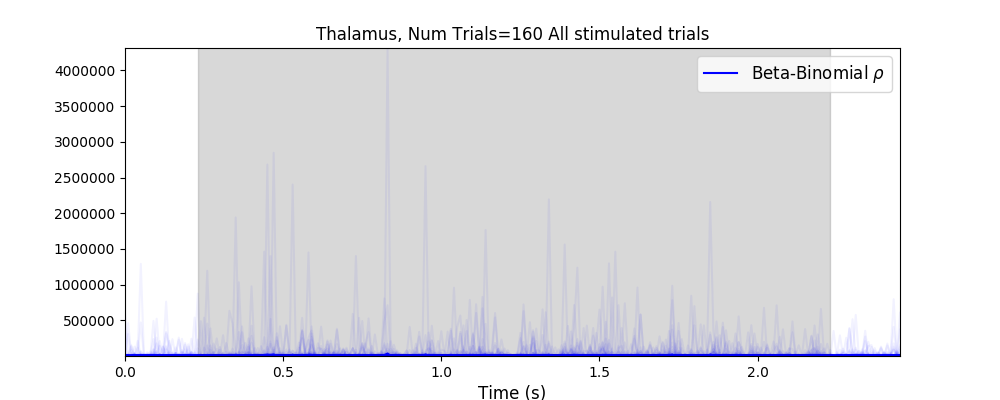 Thalamus, Num Trials=160 All stimulated trials
Beta-Binomial ρ
4000000
3500000
3000000
2500000
2000000
1500000
1000000
500000
0.0 0.5 1.0 1.5 2.0
Time (s)